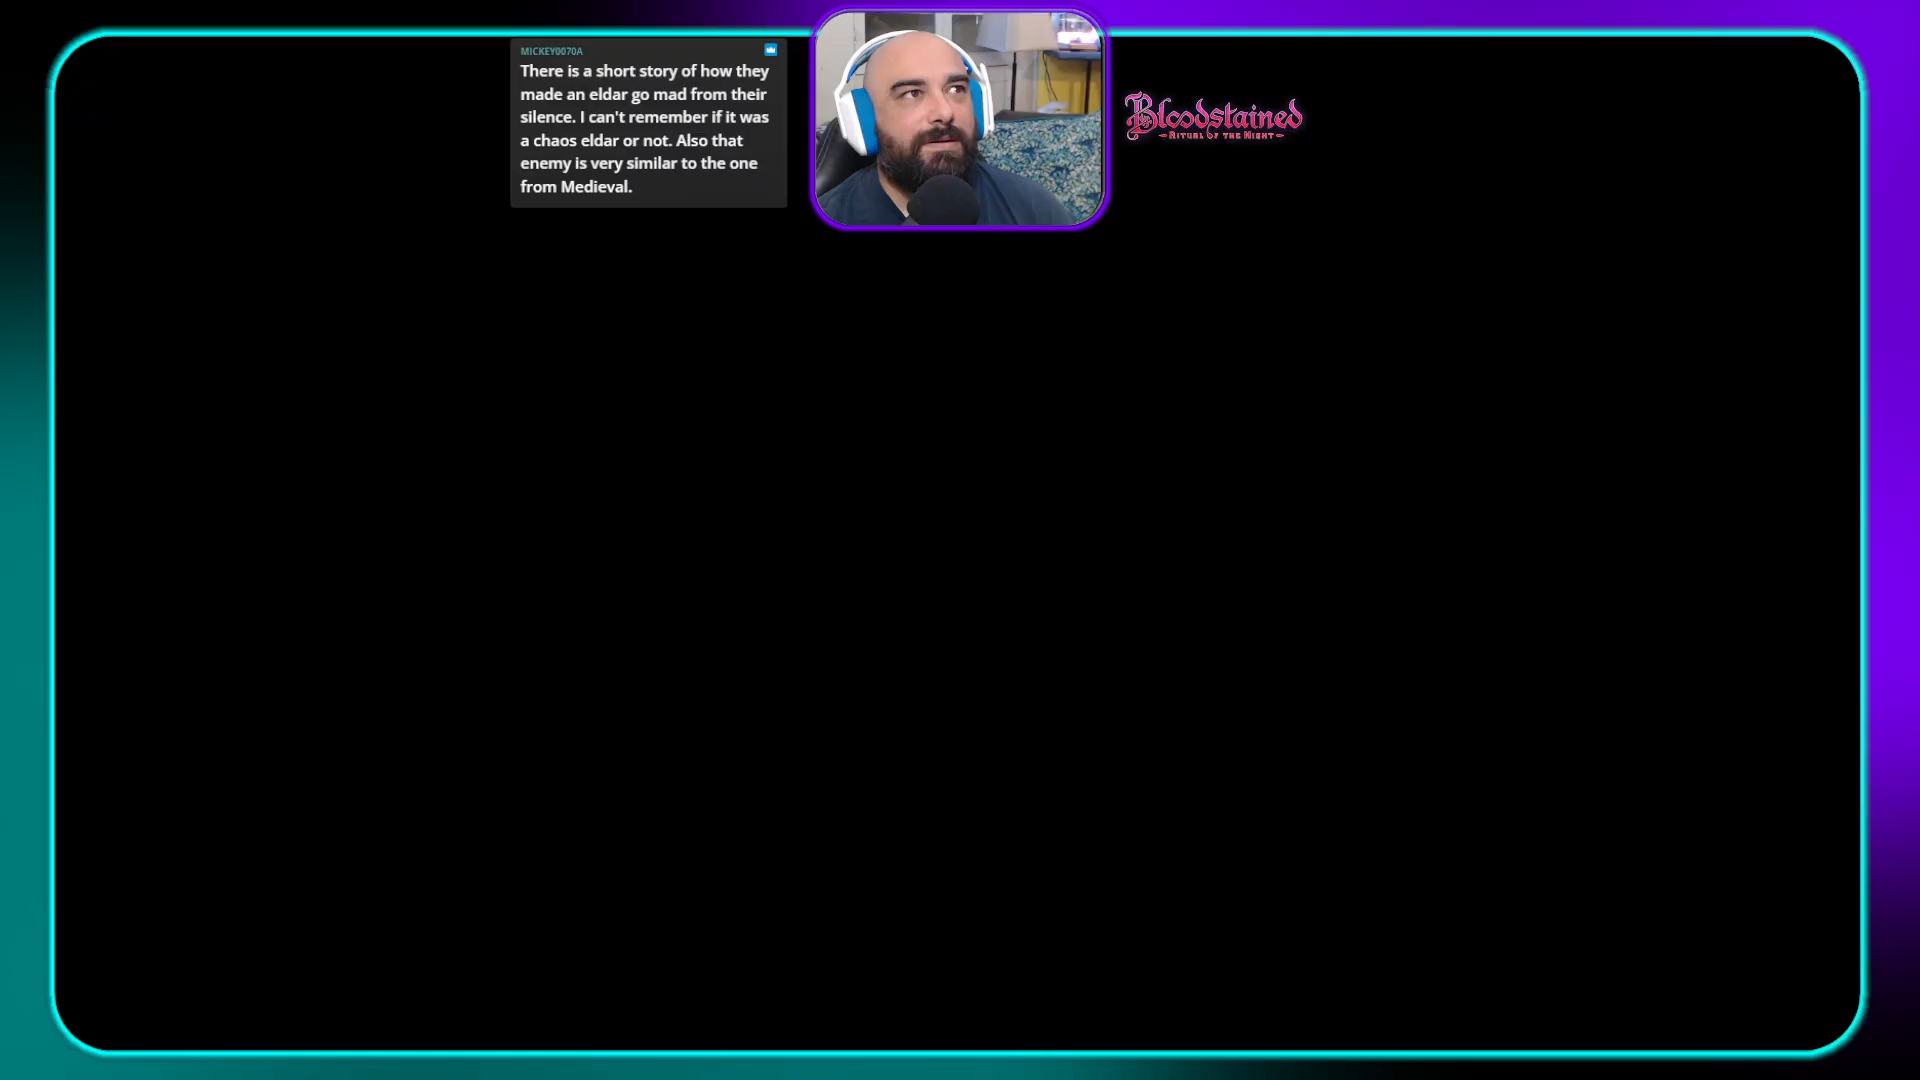 MICKEY0070A
There is a short story of how they
made an eldar go mad from their
silence. I can't remember if it was
a chaos eldar or not. Also that
enemy is very similar to the one
from Medieval.
Bloodstained
RITUAL OF THE NIGHT